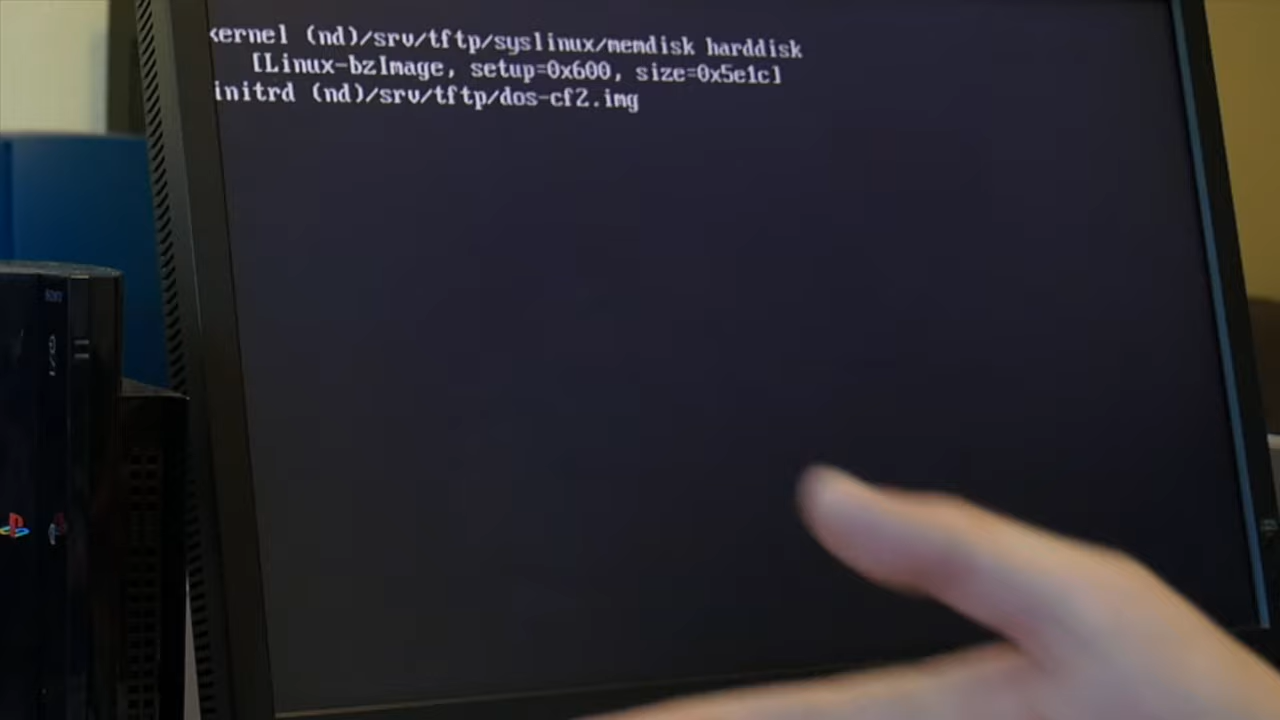 kernel (nd)/srv/tftp/syslinux/memdisk harddisk
[Linux-bzImage, setup=0x600, size=0x5e1c]
initrd (nd)/srv/tftp/dos-cf2.img